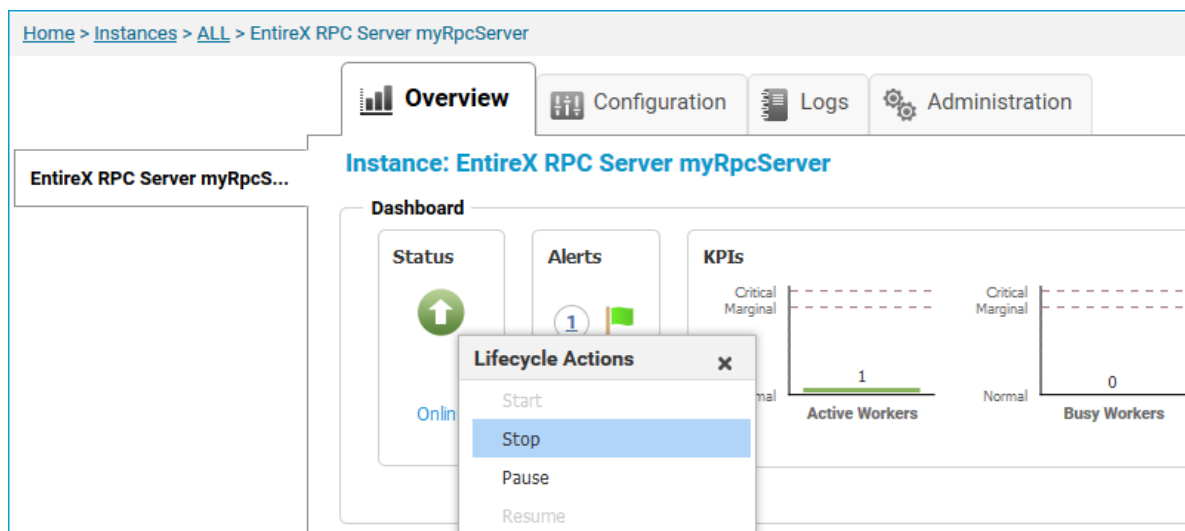 Home > Instances > ALL > EntireX RPC Server myRpcServer
Overview
Configuration
Logs
Administration
EntireX RPC Server myRpcS...
Instance: EntireX RPC Server myRpcServer
Dashboard
Status
Alerts
KPIs
1
Critical
Marginal
1
Active Workers
Critical
Marginal
Normal
0
Busy Workers
Lifecycle Actions
Start
Stop
Pause
Resume